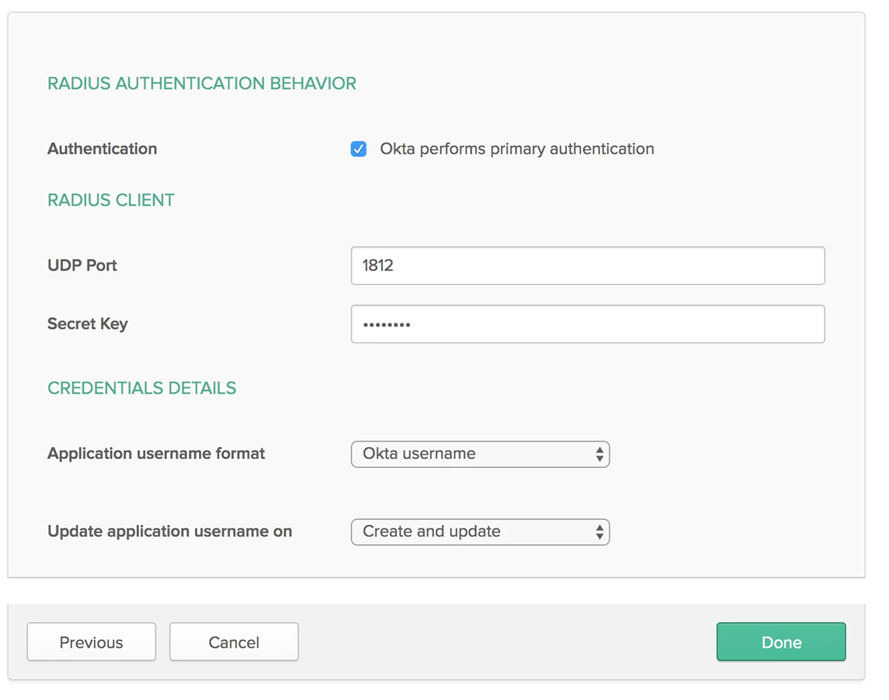 RADIUS AUTHENTICATION BEHAVIOR
Authentication
Okta performs primary authentication
RADIUS CLIENT
UDP Port
1812
Secret Key
••••••••
CREDENTIALS DETAILS
Application username format
Okta username
Update application username on
Create and update
Previous
Cancel
Done